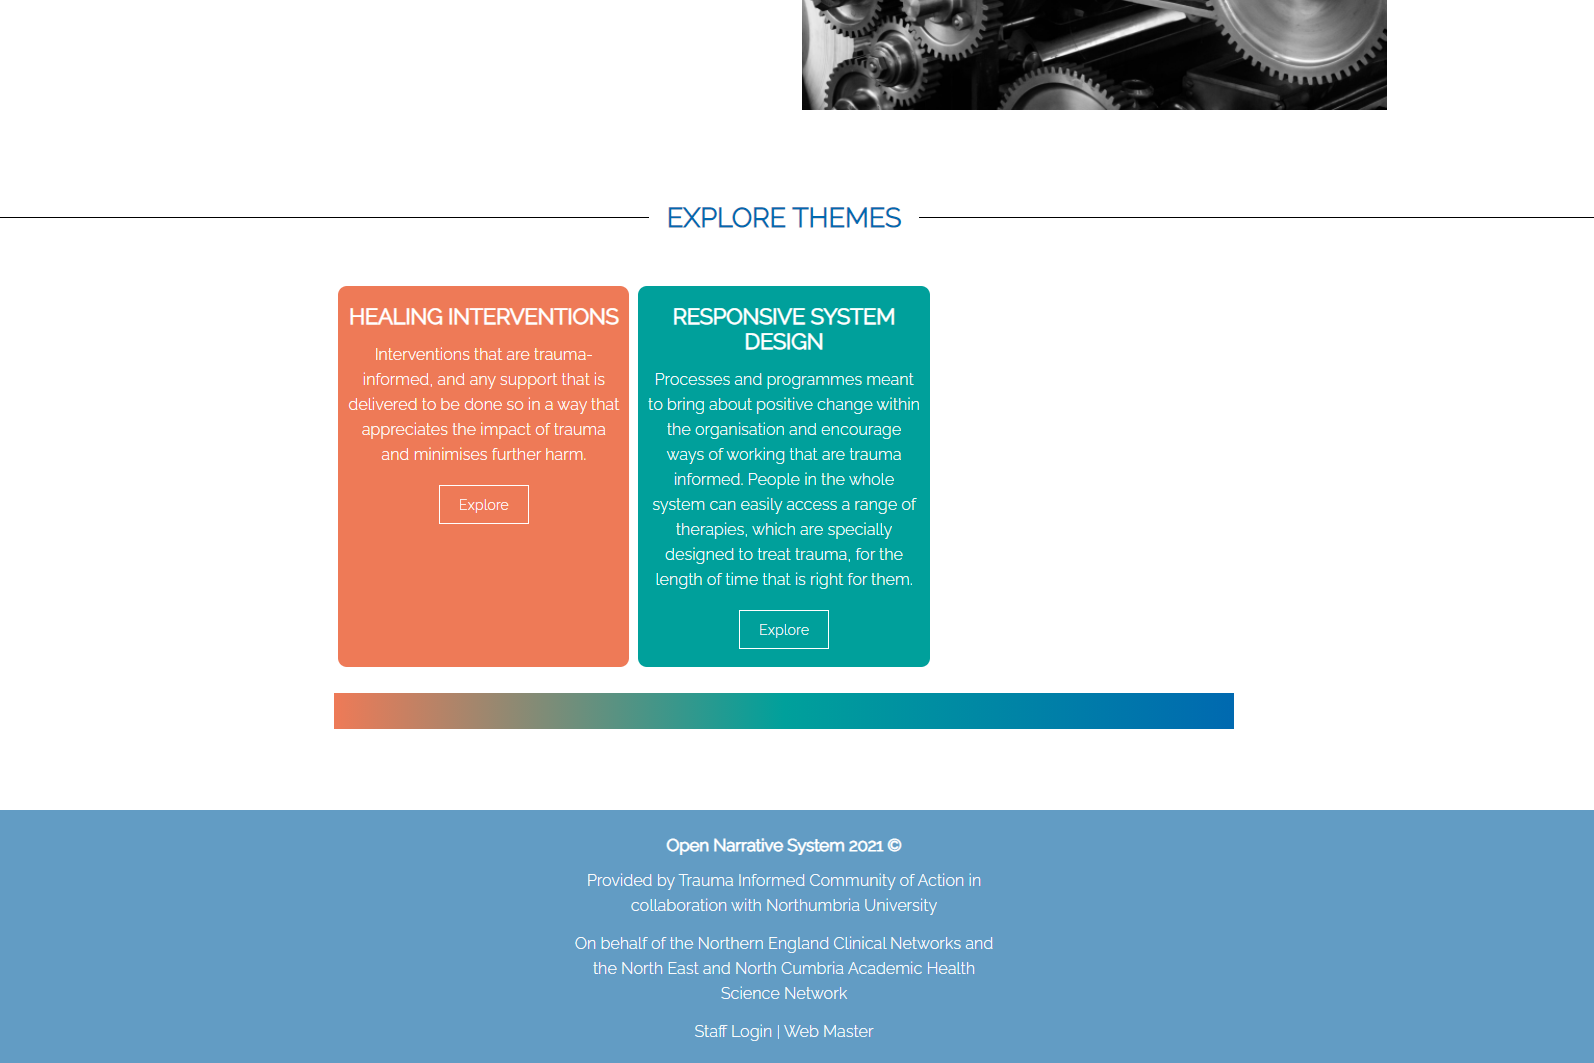 EXPLORE THEMES
HEALING INTERVENTIONS
Interventions that are trauma-
informed, and any support that is
delivered to be done so in a way that
appreciates the impact of trauma
and minimises further harm.
Explore
RESPONSIVE SYSTEM
DESIGN
Processes and programmes meant
to bring about positive change within
the organisation and encourage
ways of working that are trauma
informed. People in the whole
system can easily access a range of
therapies, which are specially
designed to treat trauma, for the
length of time that is right for them.
Explore
Open Narrative System 2021 ©
Provided by Trauma Informed Community of Action in
collaboration with Northumbria University
On behalf of the Northern England Clinical Networks and
the North East and North Cumbria Academic Health
Science Network
Staff Login | Web Master